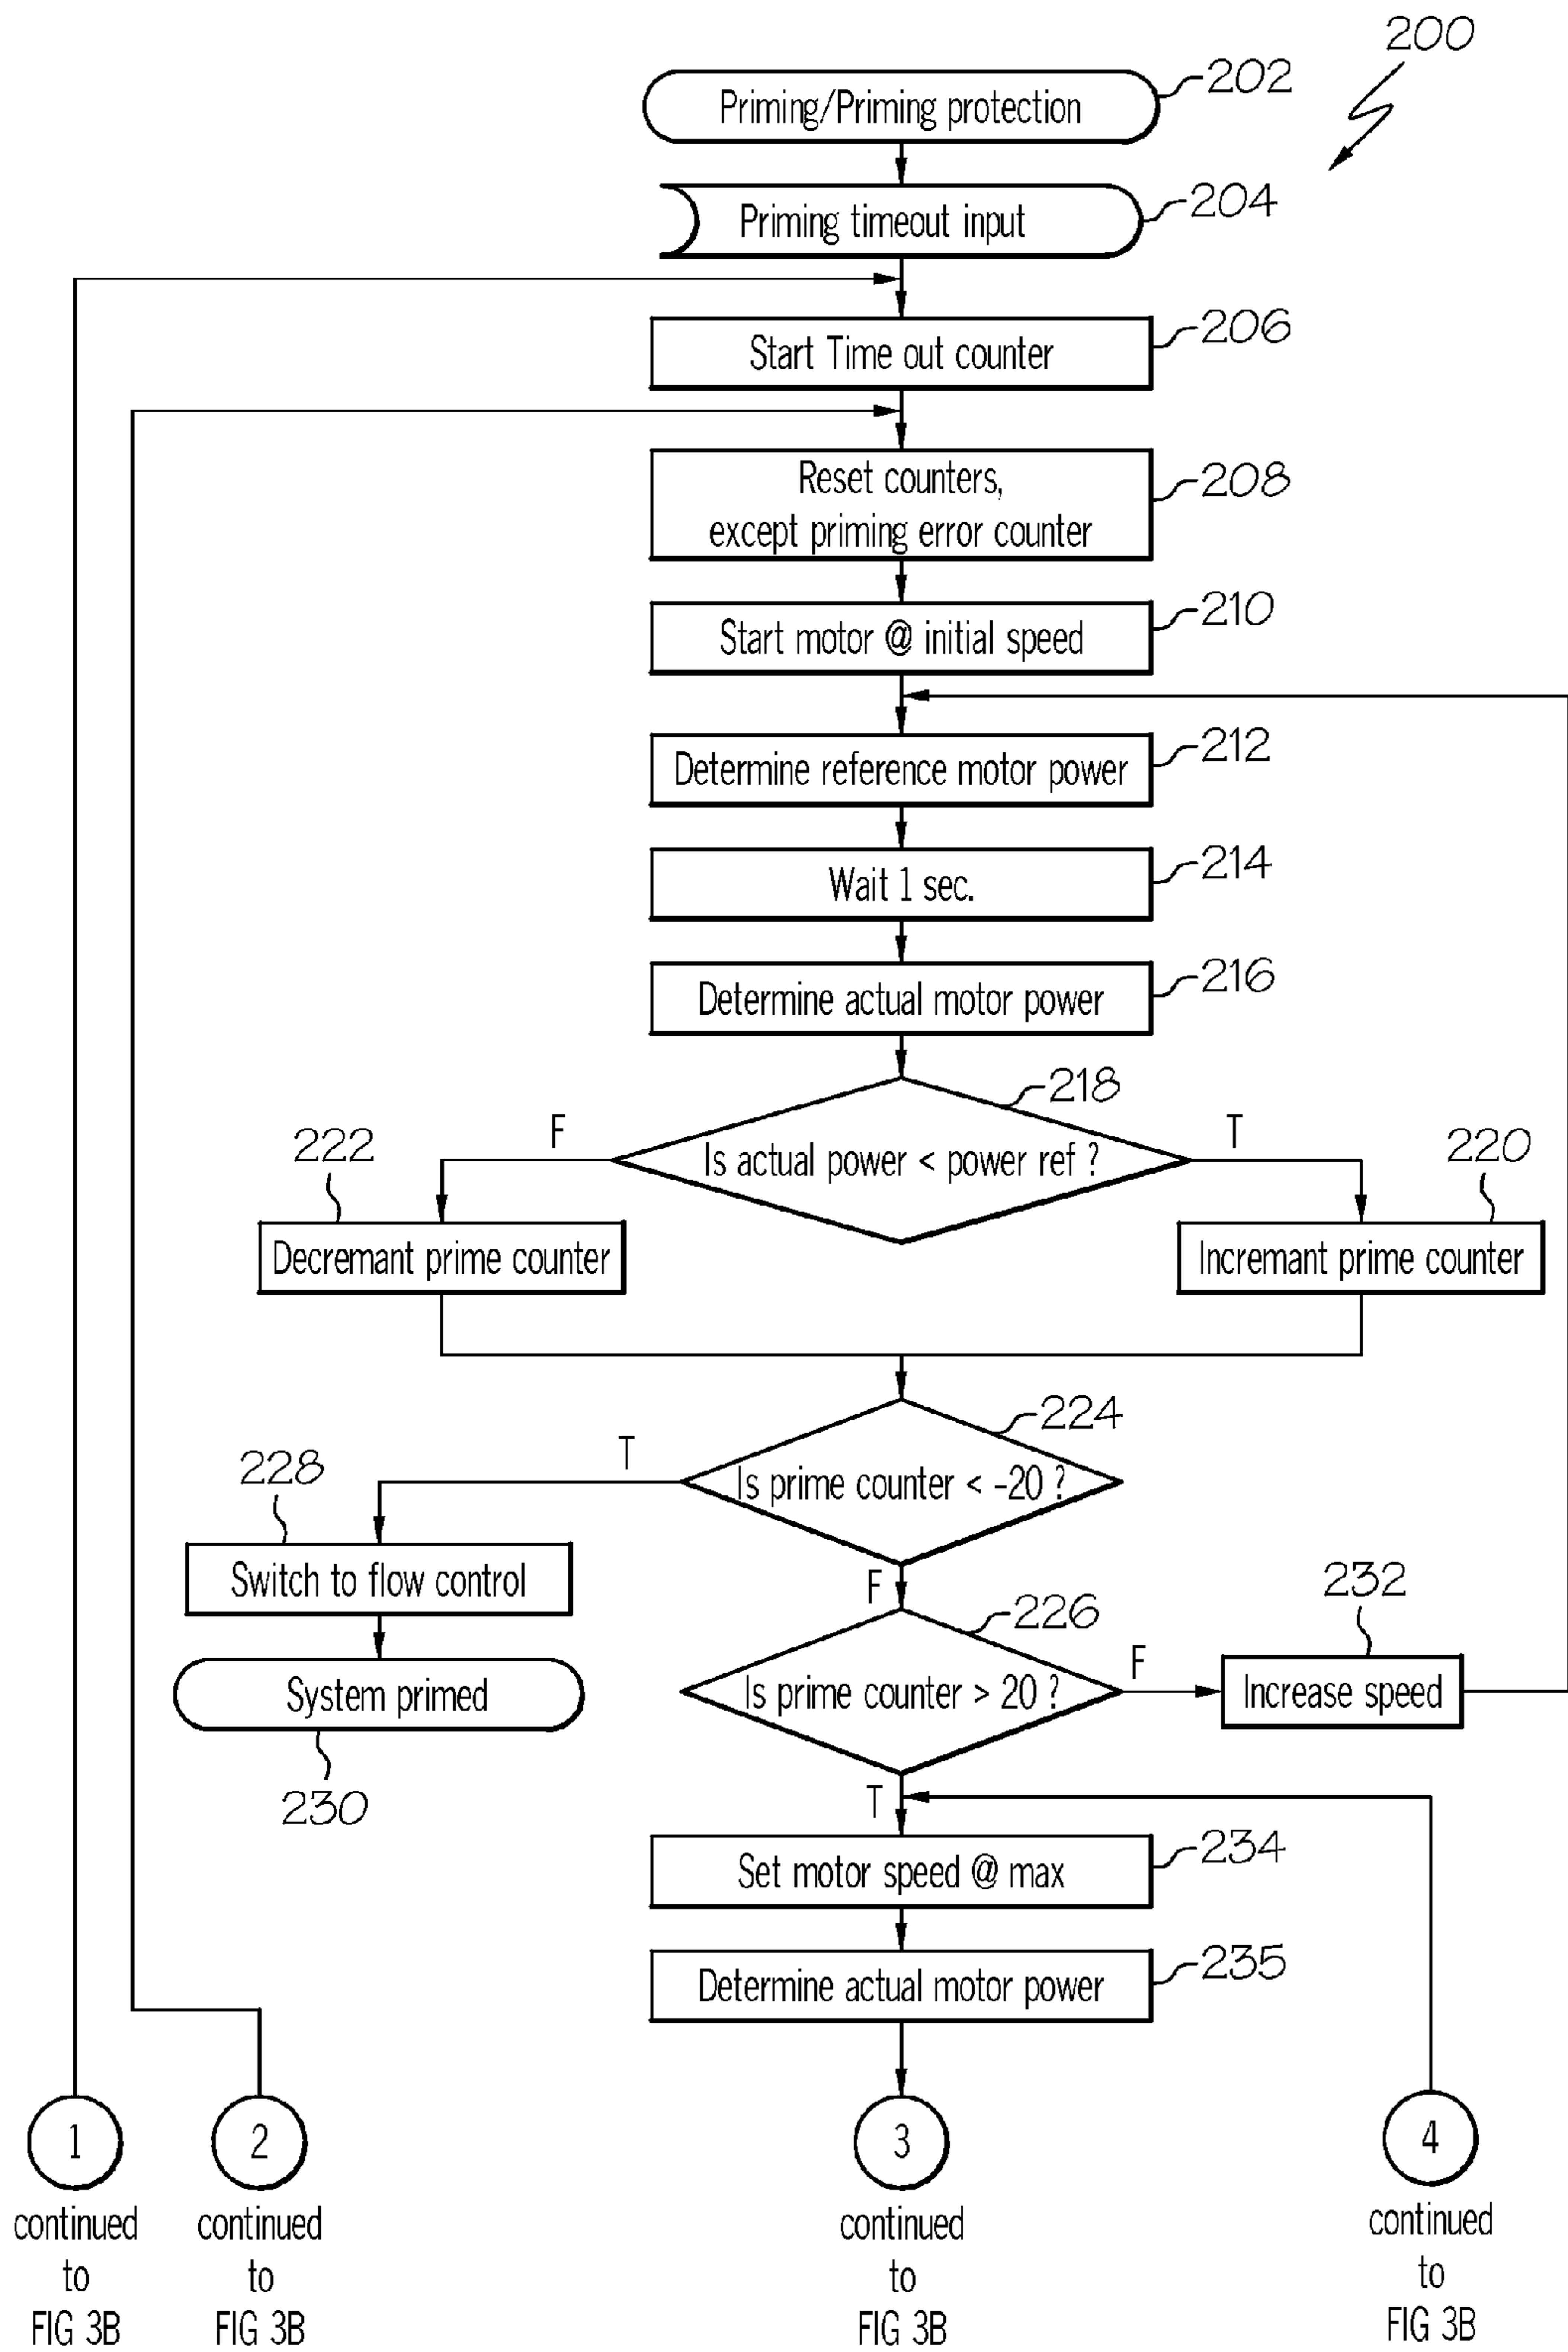 200
Priming/Priming protection
202
Priming timeout input
204
Start Time out counter
206
Reset counters,
except priming error counter
208
Start motor @ initial speed
210
Determine reference motor power
212
Wait 1 sec.
214
Determine actual motor power
216
218
Is actual power < power ref ?
F
T
222
220
Decremant prime counter
Incremant prime counter
224
Is prime counter < -20 ?
T
F
228
Switch to flow control
System primed
230
226
Is prime counter > 20 ?
F
T
232
Increase speed
Set motor speed @ max
234
Determine actual motor power
235
1
continued
to
FIG 3B
2
continued
to
FIG 3B
3
continued
to
FIG 3B
4
continued
to
FIG 3B